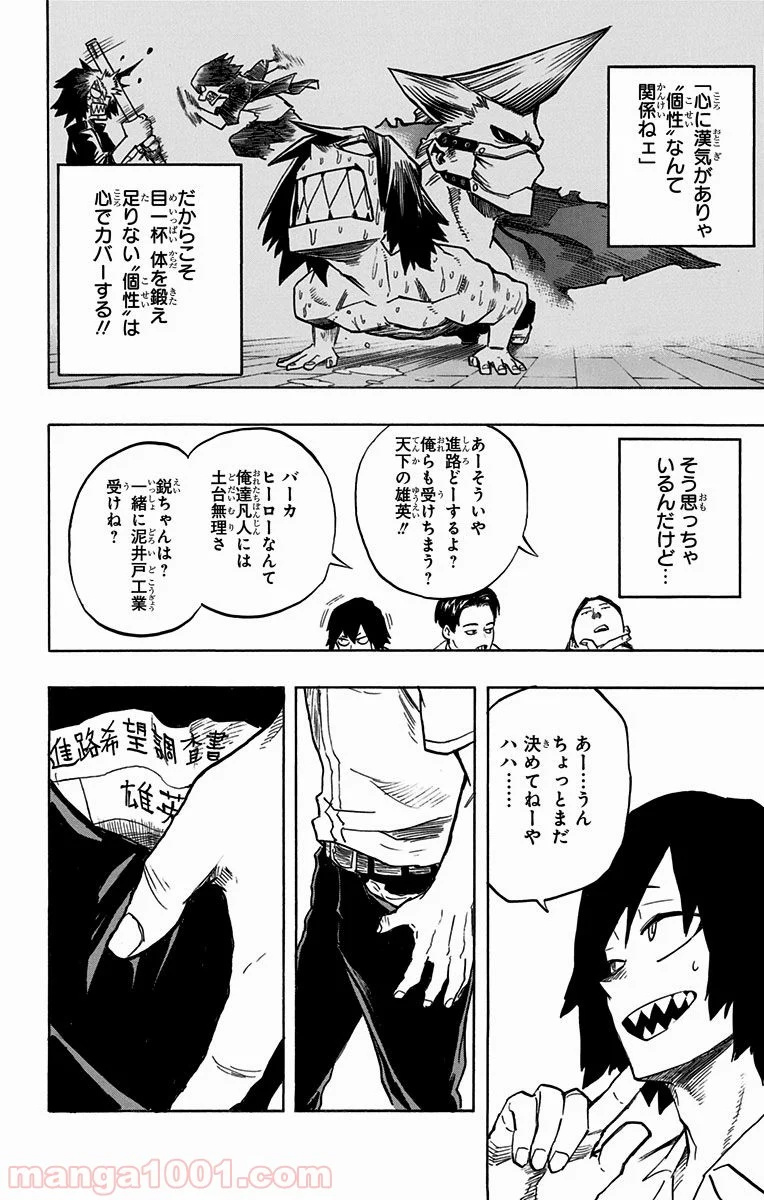 「心に漢気がありゃ
〝個性〟なんて
関係ねェ」
だからこそ
目一杯 体を鍛え
足りない〝個性〟は
心でカバーする!!
そう思っちゃ
いるんだけど…
あーそういや
進路どーするよ?
俺らも受けちまう?
天下の雄英!!
バーカ
ヒーローなんて
俺達凡人には
土台無理さ
鋭ちゃんは?
一緒に泥井戸工業
受けね?
あー……うん
ちょっとまだ
決めてねーや
ハハ……
進路希望調査書
雄英
manga1001.com